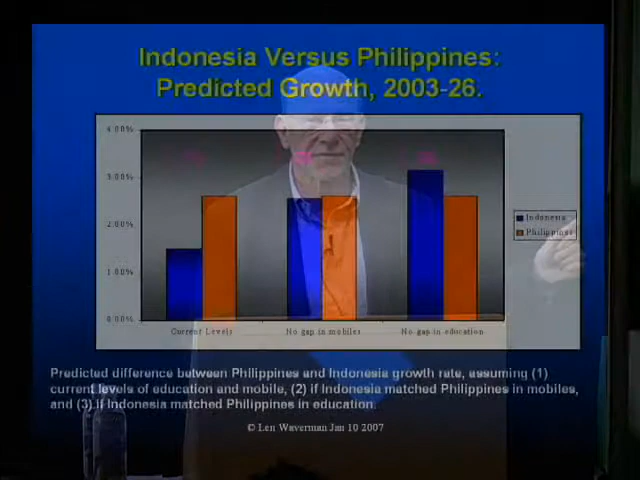 Indonesia Versus Philippines:
Predicted Growth, 2003-26.
4.00%
3.00%
2.00%
1.00%
0.00%
Current Levels
No gap in mobiles
No gap in education
Indonesia
Philippines
Predicted difference between Philippines and Indonesia growth rate, assuming (1)
current levels of education and mobile, (2) if Indonesia matched Philippines in mobiles,
and (3) if Indonesia matched Philippines in education.
© Len Waverman Jan 10 2007